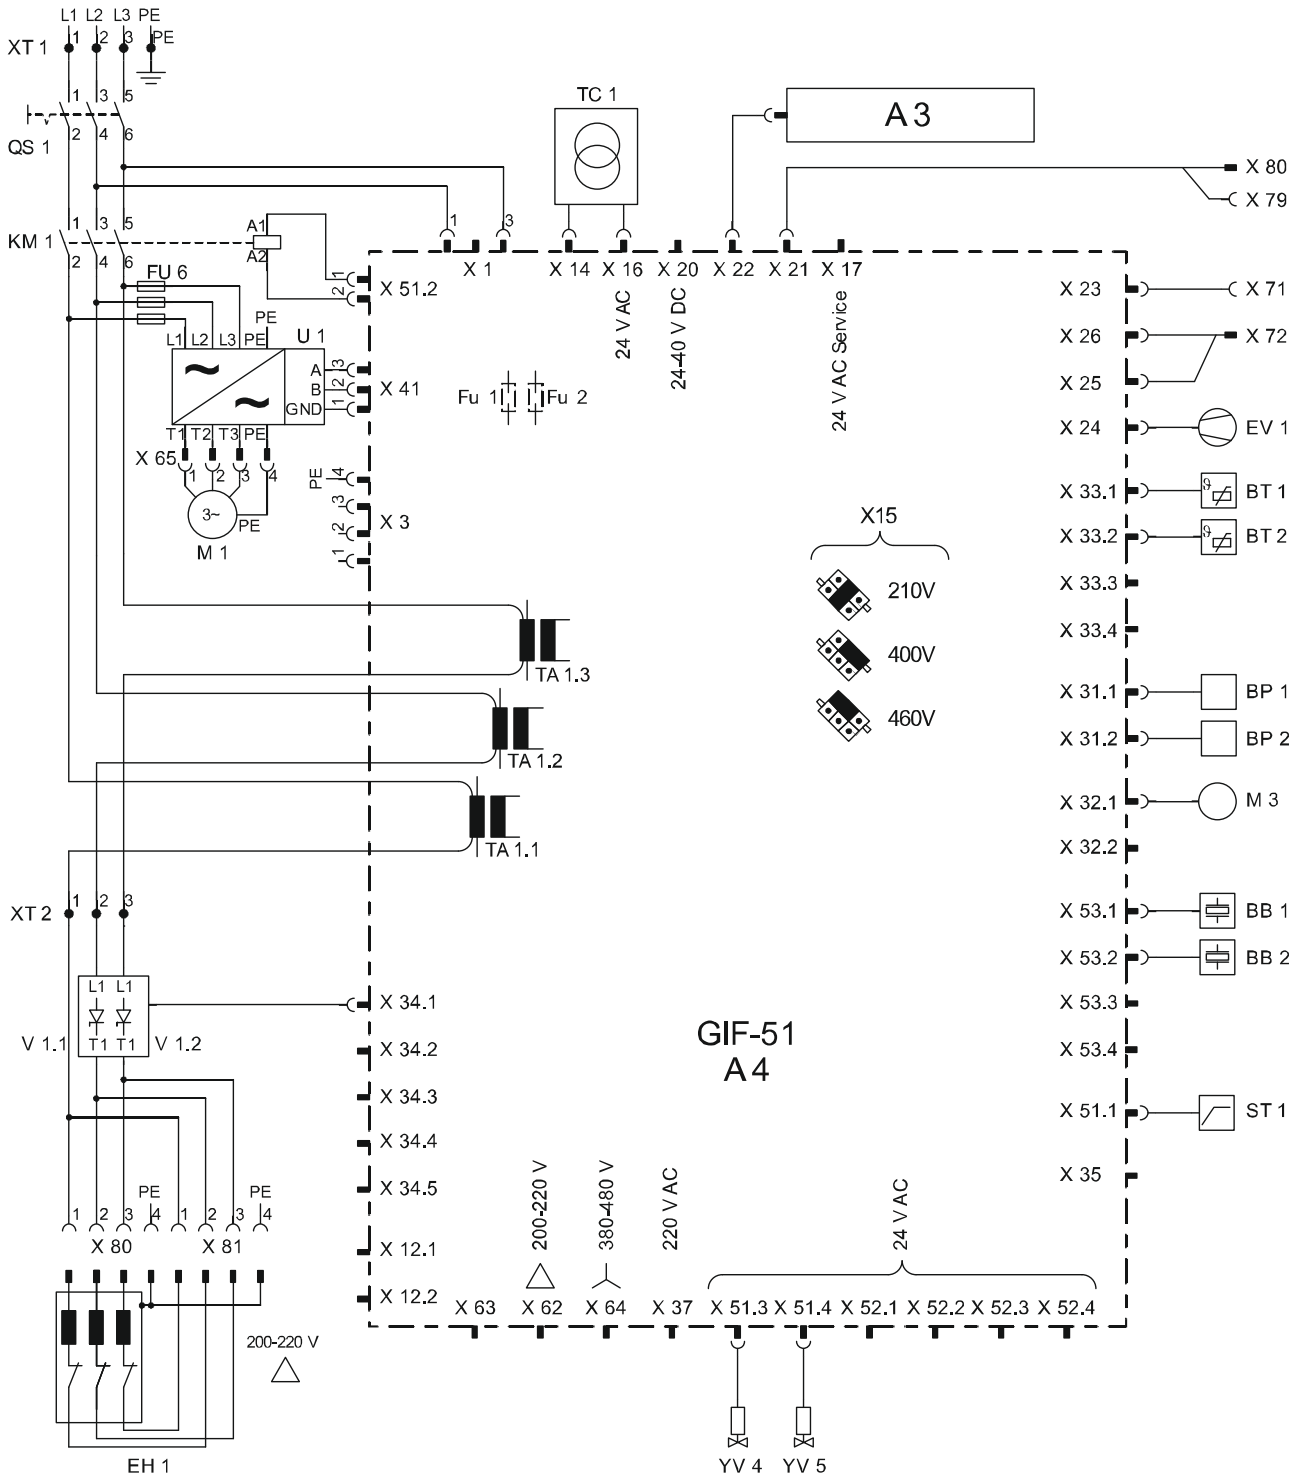 L1 L2 L3 PE
XT 1 1 2 3 PE
1 3 5
QS 1 2 4 6
TC 1
A 3
X 80
X 79
1 3 5
KM 1 2 4 6
A1
A2
1 3
X 1 X 14 X 16 X 20 X 22 X 21 X 17
24 V AC
24-40 V DC
24 V AC Service
1
2
X 51.2
FU 6
PE
L1 L2 L3 PE U 1
A 3
B 2
GND 1
X 41
T1 T2 T3 PE
X 65 1 2 3 4
3~
PE
M 1
Fu 1 Fu 2
PE 4
3
2
1
X 3
X 23 X 71
X 26 X 72
X 25
X 24 EV 1
X 33.1 ϑ BT 1
X 33.2 ϑ BT 2
X 33.3
X 33.4
X 31.1 BP 1
X 31.2 BP 2
X 32.1 M 3
X 32.2
X 53.1 BB 1
X 53.2 BB 2
X 53.3
X 53.4
X 51.1 ST 1
X 35
X15
210V
400V
460V
TA 1.3
TA 1.2
TA 1.1
XT 2 1 2 3
L1 L1
V 1.1 T1 T1 V 1.2
X 34.1
X 34.2
X 34.3
X 34.4
X 34.5
X 12.1
X 12.2
GIF-51
A 4
PE PE
1 2 3 4 1 2 3 4
X 80 X 81
200-220 V
EH 1
200-220 V
380-480 V
220 V AC
24 V AC
X 63 X 62 X 64 X 37 X 51.3 X 51.4 X 52.1 X 52.2 X 52.3 X 52.4
YV 4 YV 5